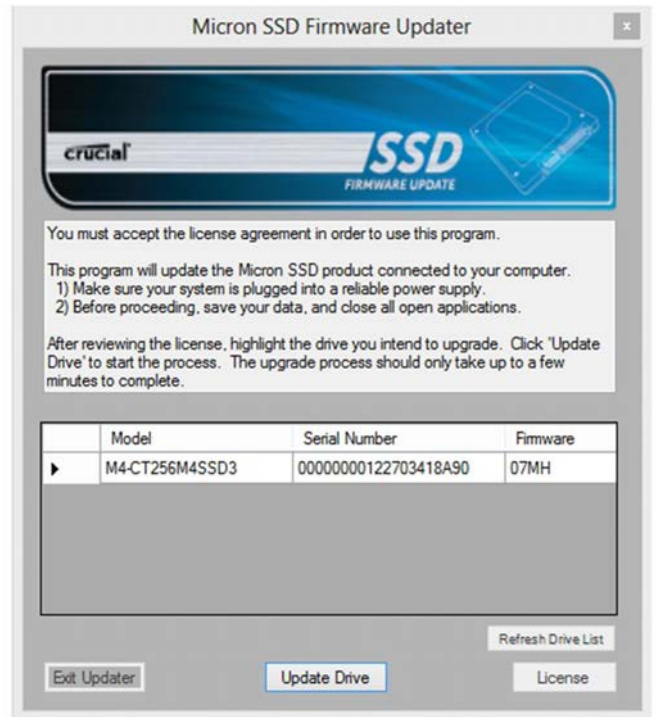 Micron SSD Firmware Updater
x
crucial
SSD
FIRMWARE UPDATE
You must accept the license agreement in order to use this program.
This program will update the Micron SSD product connected to your computer.
1) Make sure your system is plugged into a reliable power supply.
2) Before proceeding, save your data, and close all open applications.
After reviewing the license, highlight the drive you intend to upgrade. Click 'Update
Drive' to start the process. The upgrade process should only take up to a few
minutes to complete.
Model Serial Number Firmware
M4-CT256M4SSD3 00000000122703418A90 07MH
Refresh Drive List
Exit Updater Update Drive License